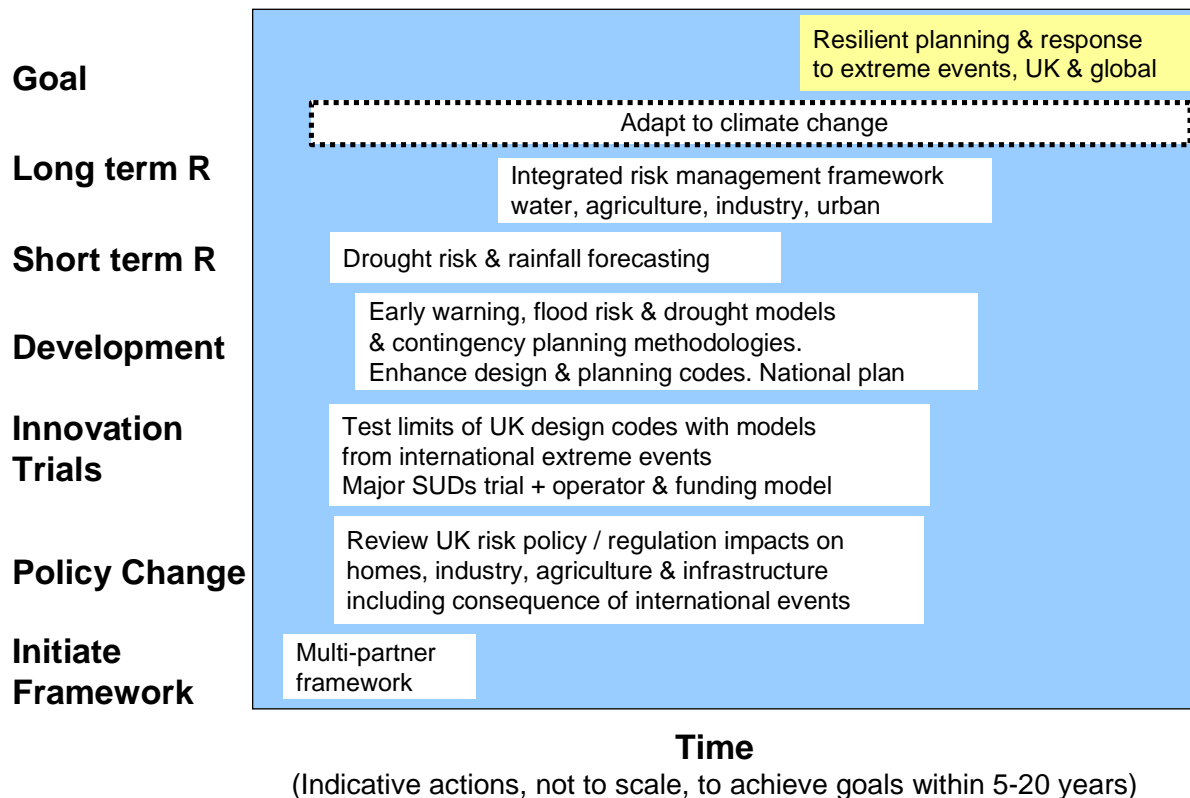 Resilient planning & response
to extreme events, UK & global
Goal
Adapt to climate change
Long term R
Integrated risk management framework
water, agriculture, industry, urban
Short term R
Drought risk & rainfall forecasting
Development
Early warning, flood risk & drought models
& contingency planning methodologies.
Enhance design & planning codes. National plan
Innovation
Trials
Test limits of UK design codes with models
from international extreme events
Major SUDs trial + operator & funding model
Policy Change
Review UK risk policy / regulation impacts on
homes, industry, agriculture & infrastructure
including consequence of international events
Initiate
Framework
Multi-partner
framework
Time
(Indicative actions, not to scale, to achieve goals within 5-20 years)